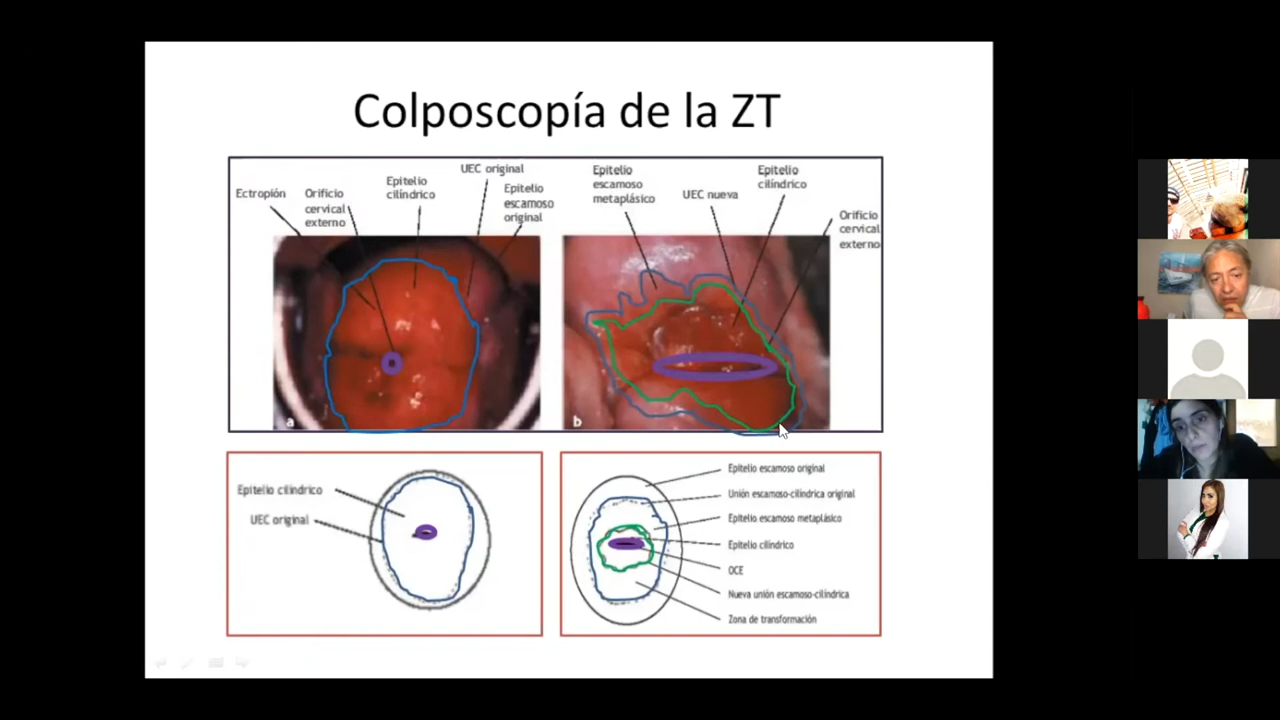 Colposcopía de la ZT
Ectropión
Orificio
cervical
externo
Epitelio
cilíndrico
UEC original
Epitelio
escamoso
original
Epitelio
escamoso
metaplásico
UEC nueva
Epitelio
cilíndrico
Orificio
cervical
externo
a
b
Epitelio cilíndrico
UEC original
Epitelio escamoso original
Unión escamoso-cilíndrica original
Epitelio escamoso metaplásico
Epitelio cilíndrico
OCE
Nueva unión escamoso-cilíndrica
Zona de transformación